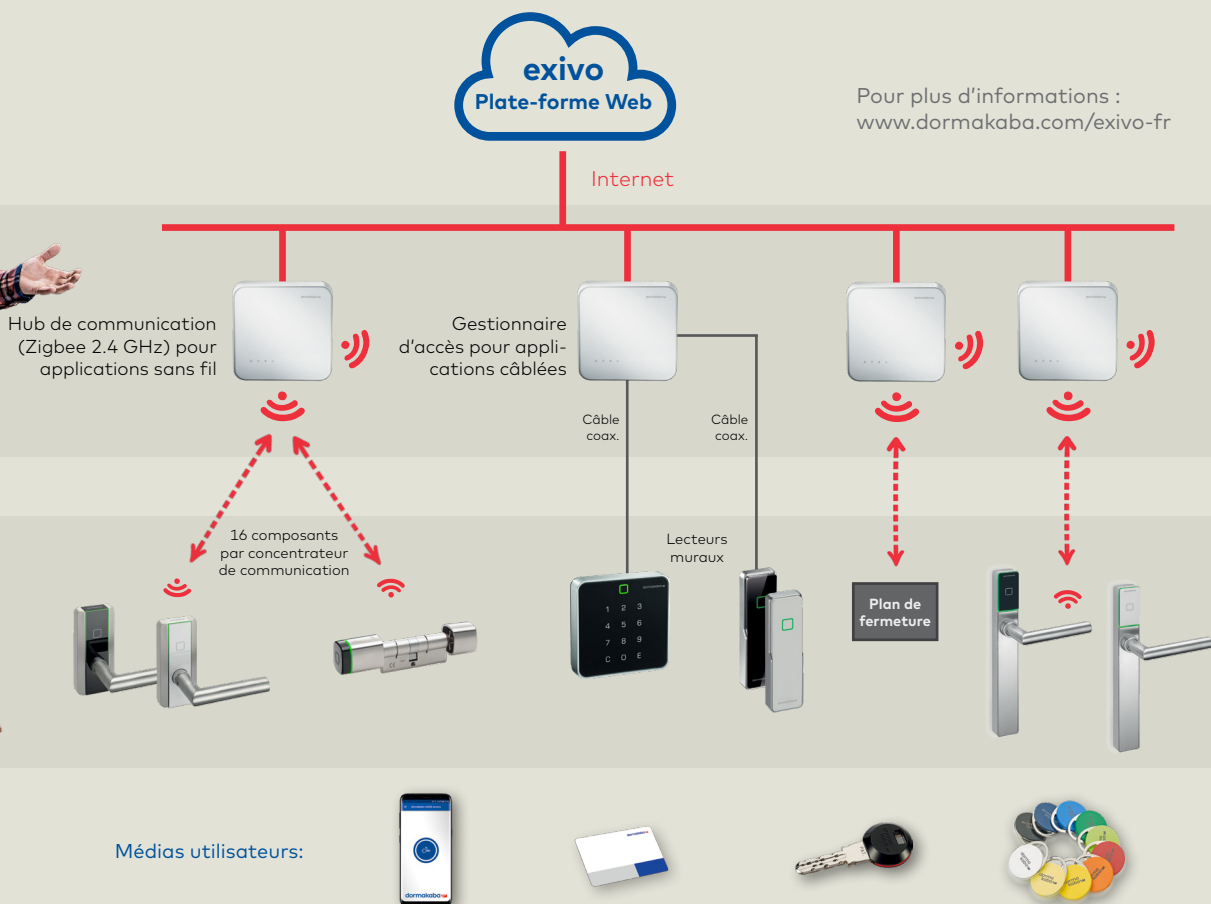 exivo
Plate-forme Web
Pour plus d'informations :
www.dormakaba.com/exivo-fr
Internet
Hub de communication
(Zigbee 2.4 GHz) pour
applications sans fil
Gestionnaire
d'accès pour appli-
cations câblées
Câble
coax.
Câble
coax.
16 composants
par concentrateur
de communication
Lecteurs
muraux
1 2 3
4 5 6
7 8 9
C 0 E
Plan de
fermeture
Médias utilisateurs:
dormakaba
dormakaba